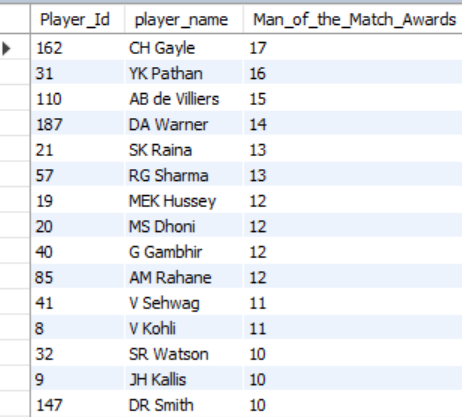 Player_Id player_name Man_of_the_Match_Awards
162 CH Gayle 17
31 YK Pathan 16
110 AB de Villiers 15
187 DA Warner 14
21 SK Raina 13
57 RG Sharma 13
19 MEK Hussey 12
20 MS Dhoni 12
40 G Gambhir 12
85 AM Rahane 12
41 V Sehwag 11
8 V Kohli 11
32 SR Watson 10
9 JH Kallis 10
147 DR Smith 10